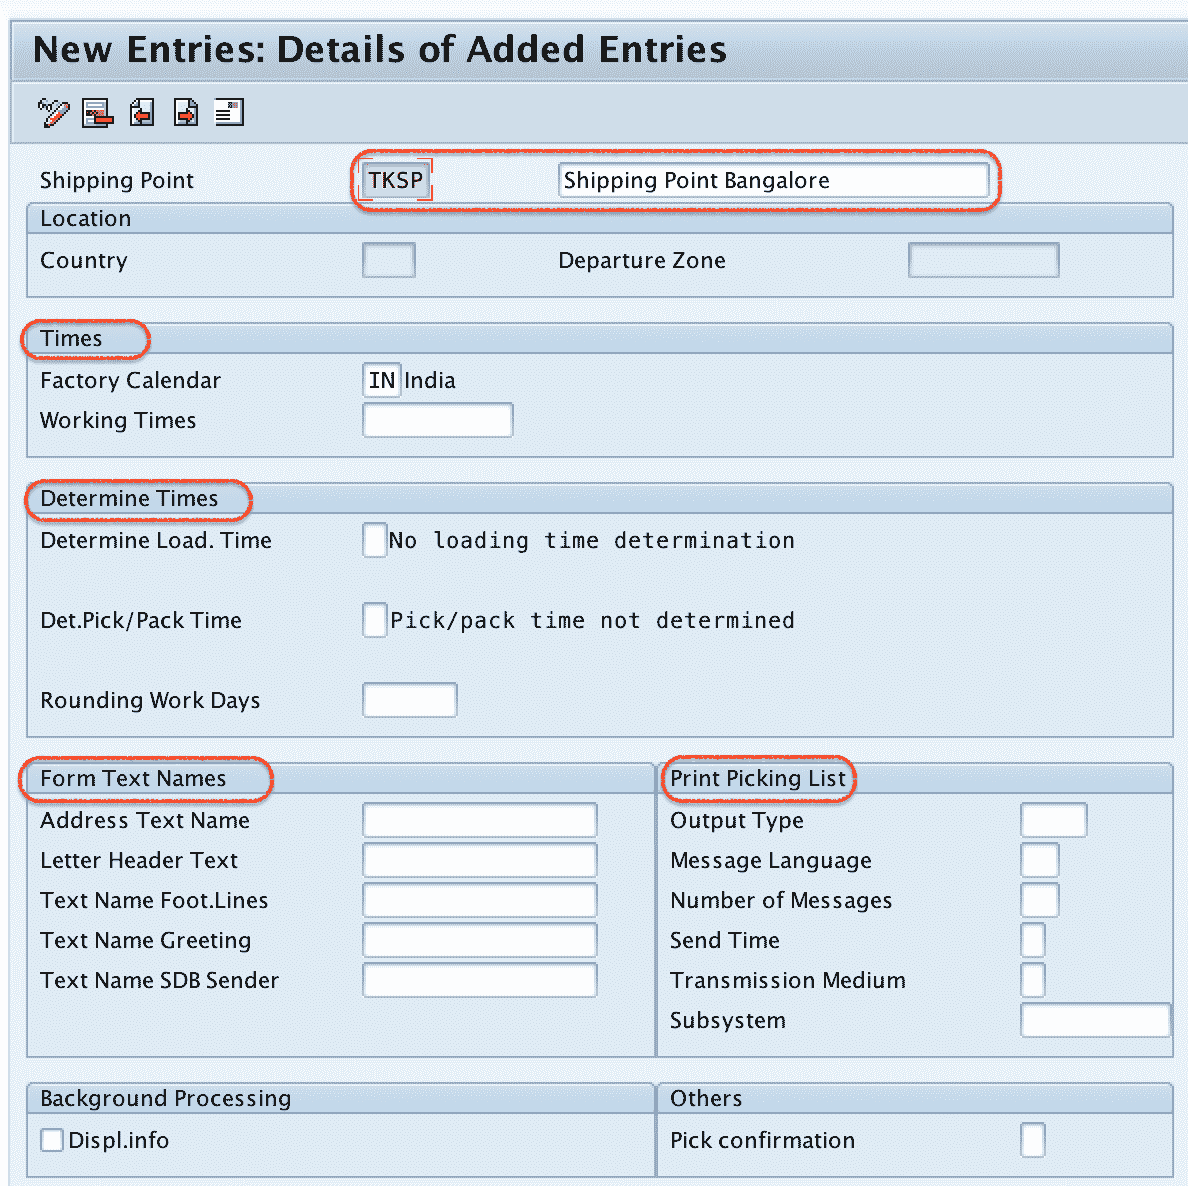 New Entries: Details of Added Entries
Shipping Point TKSP Shipping Point Bangalore
Location
Country Departure Zone
Times
Factory Calendar IN India
Working Times
Determine Times
Determine Load. Time No loading time determination
Det.Pick/Pack Time Pick/pack time not determined
Rounding Work Days
Form Text Names
Address Text Name
Letter Header Text
Text Name Foot.Lines
Text Name Greeting
Text Name SDB Sender
Print Picking List
Output Type
Message Language
Number of Messages
Send Time
Transmission Medium
Subsystem
Background Processing
Displ.info
Others
Pick confirmation